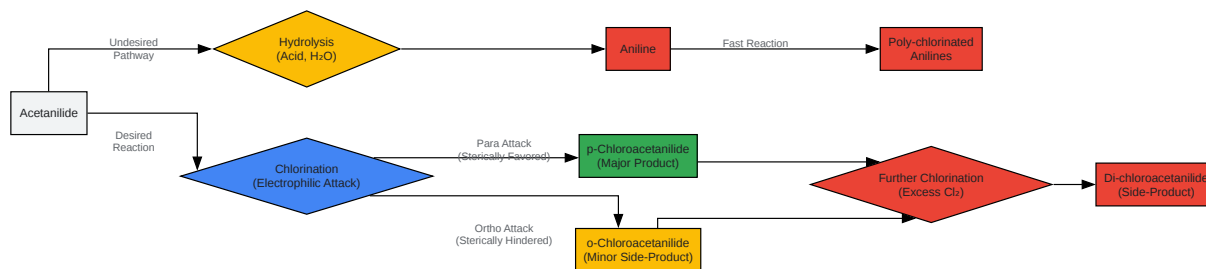 Undesired
Pathway
Hydrolysis
(Acid, H₂O)
Aniline
Fast Reaction
Poly-chlorinated
Anilines
Acetanilide
Desired
Reaction
Chlorination
(Electrophilic Attack)
Para Attack
(Sterically Favored)
p-Chloroacetanilide
(Major Product)
Further Chlorination
(Excess Cl₂)
Di-chloroacetanilide
(Side-Product)
Ortho Attack
(Sterically Hindered)
o-Chloroacetanilide
(Minor Side-Product)